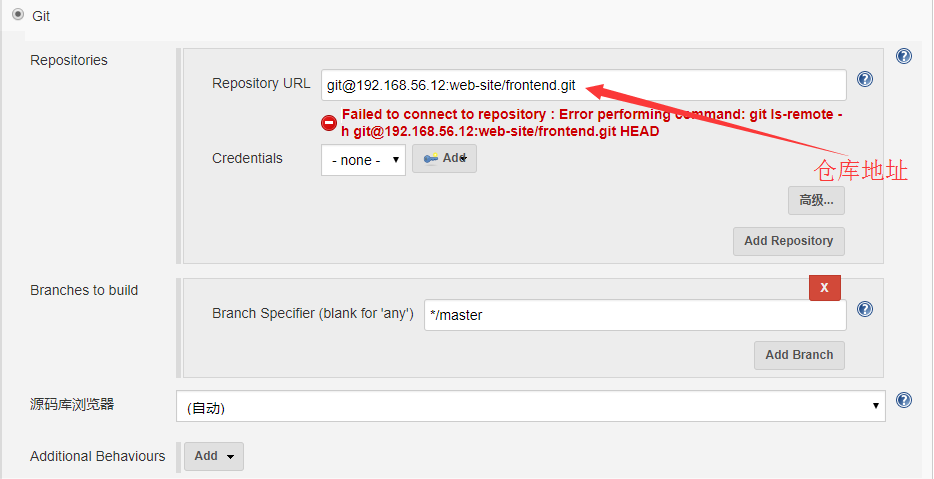 Git
Repositories
Repository URL
git@192.168.56.12:web-site/frontend.git
Failed to connect to repository : Error performing command: git ls-remote -
h git@192.168.56.12:web-site/frontend.git HEAD
Credentials
- none -
Add
仓库地址
高级...
Add Repository
Branches to build
X
Branch Specifier (blank for 'any')
*/master
Add Branch
源码库浏览器
(自动)
Additional Behaviours
Add